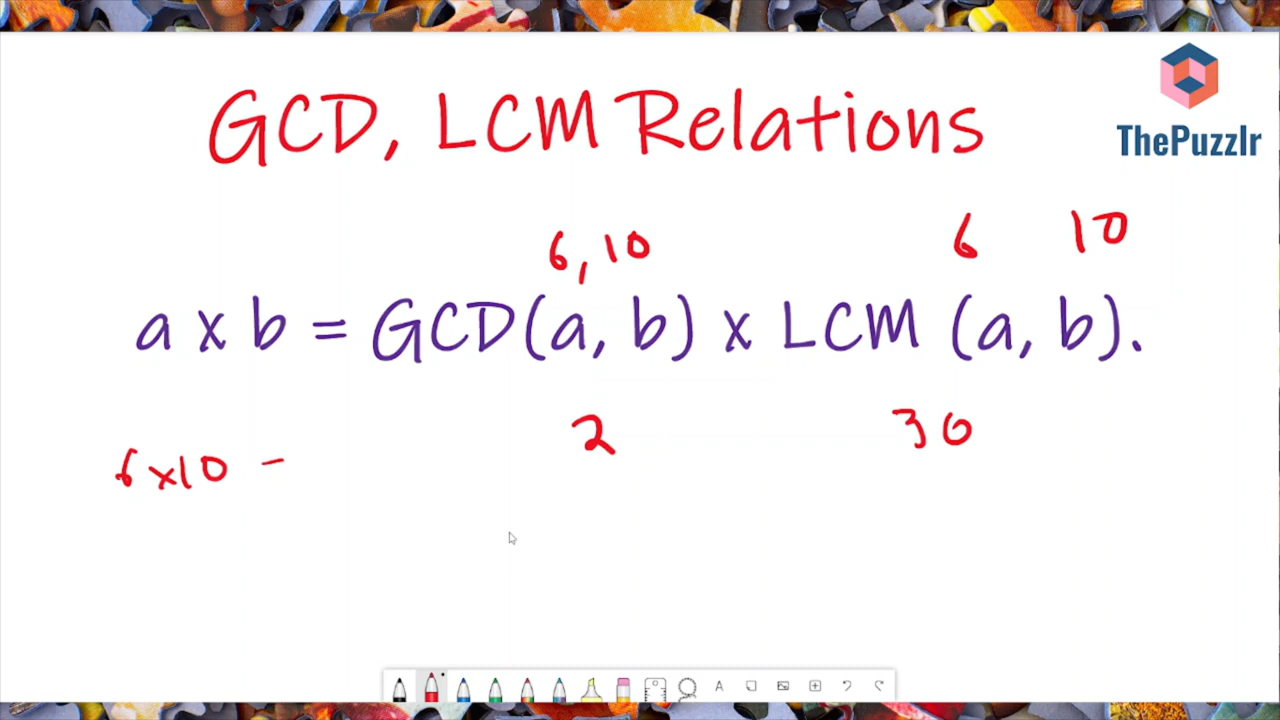 GCD, LCM Relations
ThePuzzlr
6, 10 6 10
a x b = GCD(a, b) x LCM (a, b).
2 30
6x10 -
A